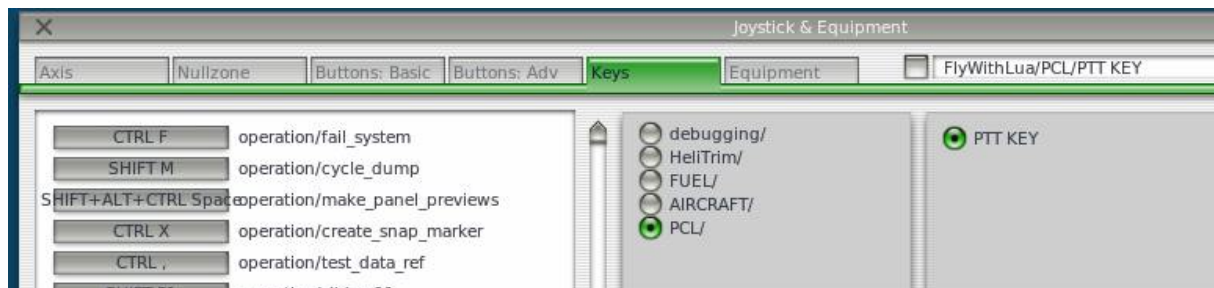 Joystick & Equipment
Axis Nullzone Buttons: Basic Buttons: Adv Keys Equipment FlyWithLua/PCL/PTT KEY
CTRL F operation/fail_system
SHIFT M operation/cycle_dump
SHIFT+ALT+CTRL Space operation/make_panel_previews
CTRL X operation/create_snap_marker
CTRL , operation/test_data_ref
debugging/
HeliTrim/
FUEL/
AIRCRAFT/
PCL/
PTT KEY